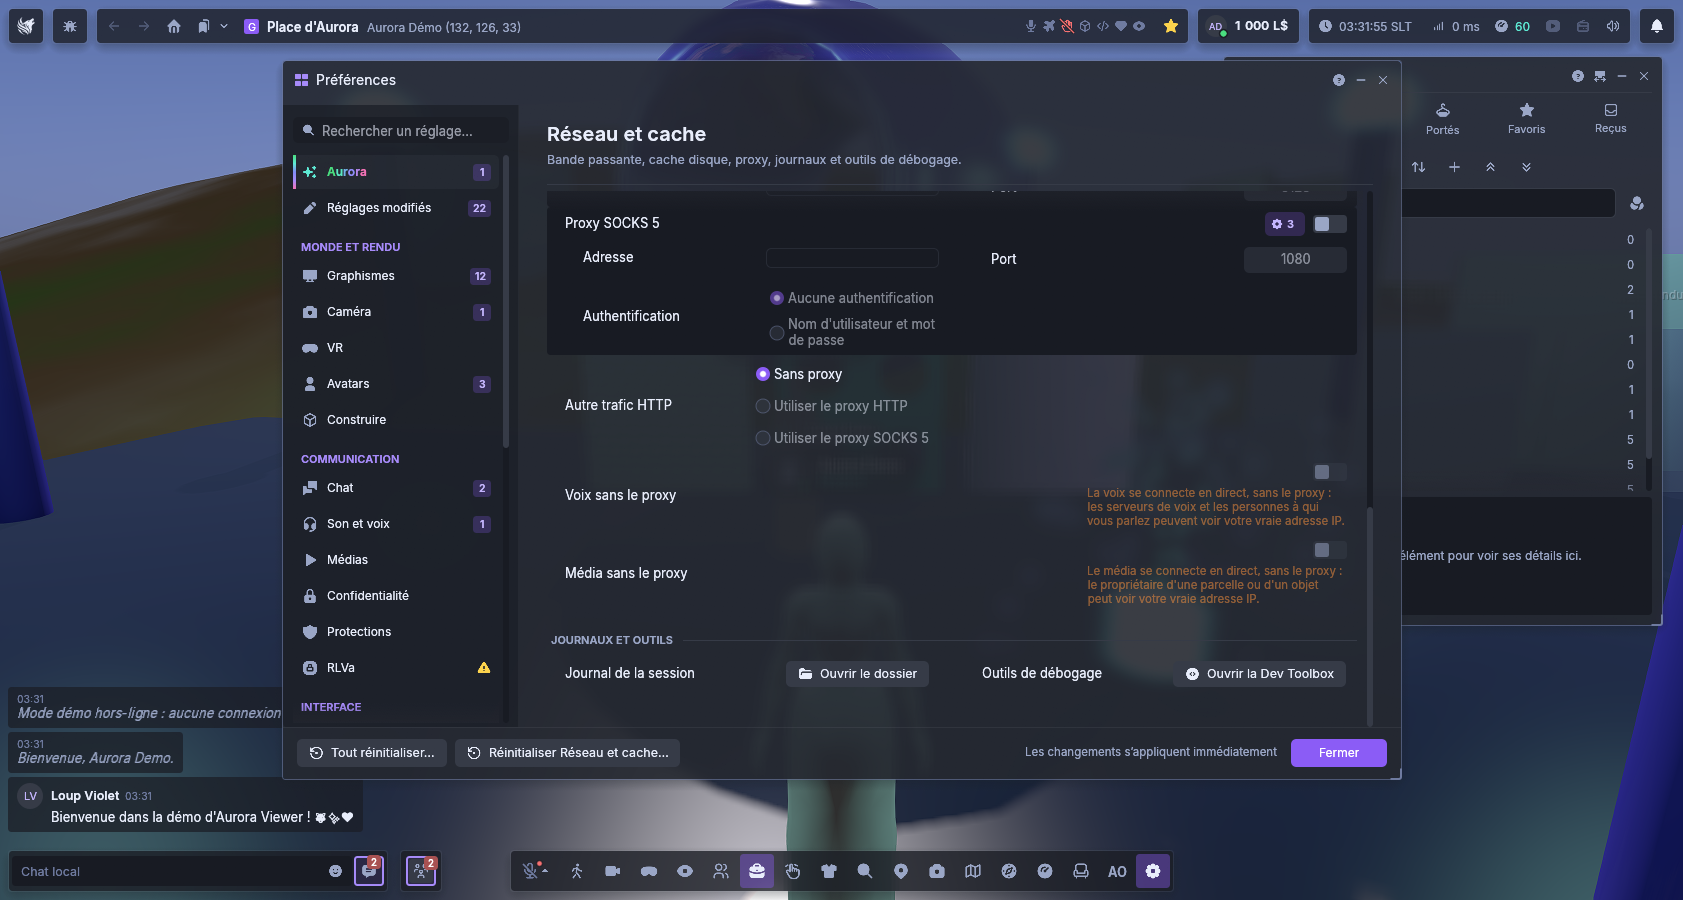 Place d'Aurora Aurora Démo (132, 126, 33)
AD 1 000 L$
03:31:55 SLT 0 ms 60
Préférences
Rechercher un réglage...
Aurora 1
Réglages modifiés 22
MONDE ET RENDU
Graphismes 12
Caméra 1
VR
Avatars 3
Construire
COMMUNICATION
Chat 2
Son et voix 1
Médias
Confidentialité
Protections
RLVa
INTERFACE
Réseau et cache
Bande passante, cache disque, proxy, journaux et outils de débogage.
Proxy SOCKS 5 3
Adresse Port 1080
Authentification
Aucune authentification
Nom d'utilisateur et mot
de passe
Autre trafic HTTP
Sans proxy
Utiliser le proxy HTTP
Utiliser le proxy SOCKS 5
Voix sans le proxy
La voix se connecte en direct, sans le proxy :
les serveurs de voix et les personnes à qui
vous parlez peuvent voir votre vraie adresse IP.
Média sans le proxy
Le média se connecte en direct, sans le proxy :
le propriétaire d'une parcelle ou d'un objet
peut voir votre vraie adresse IP.
JOURNAUX ET OUTILS
Journal de la session Ouvrir le dossier
Outils de débogage Ouvrir la Dev Toolbox
Tout réinitialiser... Réinitialiser Réseau et cache...
Les changements s'appliquent immédiatement Fermer
Portés Favoris Reçus
0
0
2
1
1
0
1
1
5
5
5
élément pour voir ses détails ici.
03:31
Mode démo hors-ligne : aucune connexion
03:31
Bienvenue, Aurora Demo.
LV Loup Violet 03:31
Bienvenue dans la démo d'Aurora Viewer !
Chat local 2 2
AO